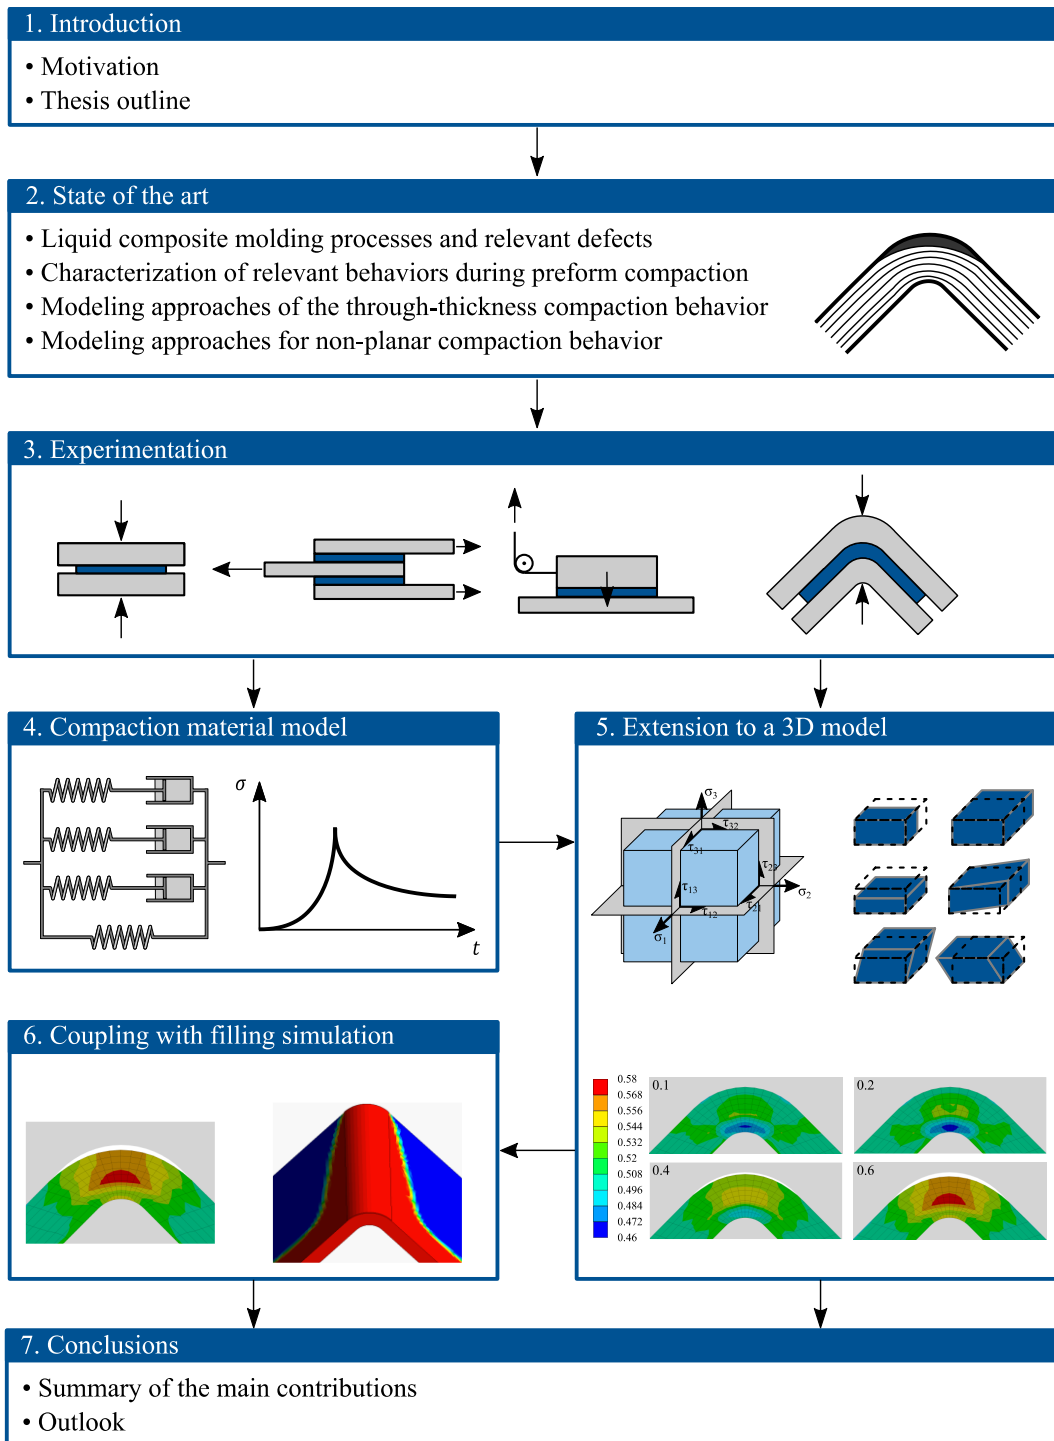 1. Introduction
• Motivation
• Thesis outline
2. State of the art
• Liquid composite molding processes and relevant defects
• Characterization of relevant behaviors during preform compaction
• Modeling approaches of the through-thickness compaction behavior
• Modeling approaches for non-planar compaction behavior
3. Experimentation
4. Compaction material model
σ
t
5. Extension to a 3D model
σ3
τ32
τ31
τ23
τ13
σ2
τ21
τ12
σ1
0.58
0.568
0.556
0.544
0.532
0.52
0.508
0.496
0.484
0.472
0.46
0.1
0.2
0.4
0.6
6. Coupling with filling simulation
7. Conclusions
• Summary of the main contributions
• Outlook